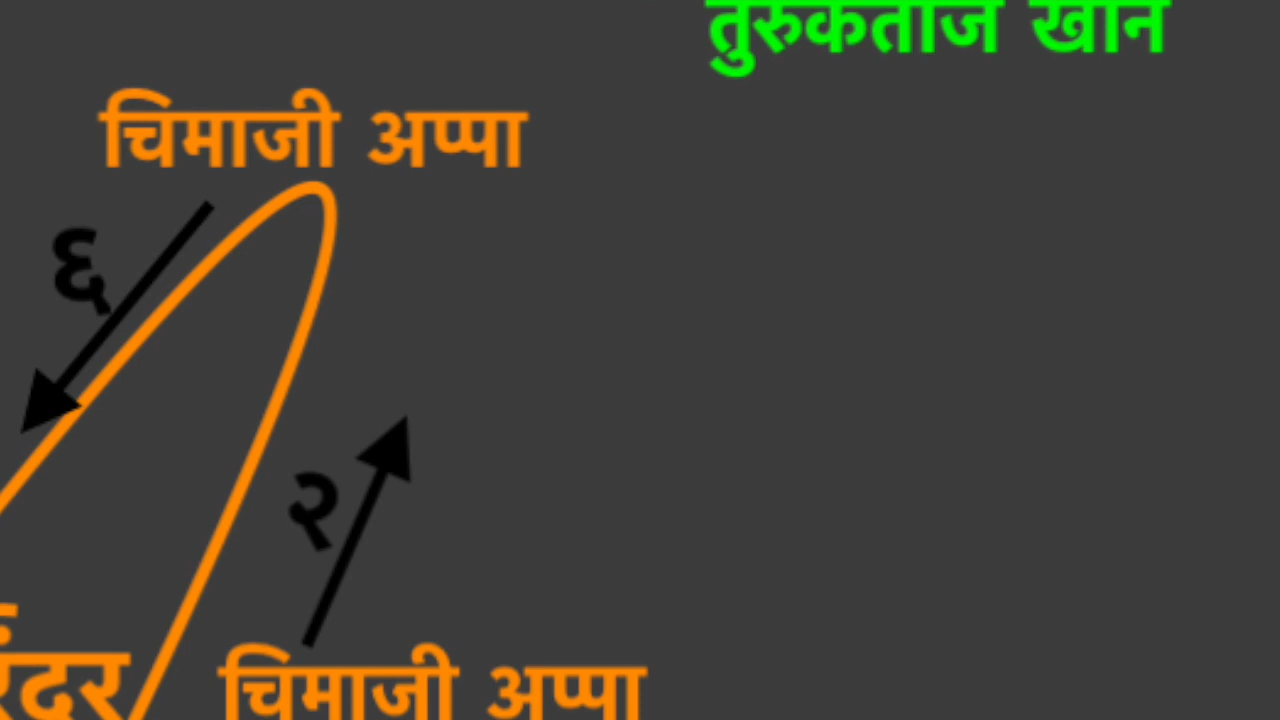 तुरुकताज खान
चिमाजी अप्पा
६
२
चिमाजी अप्पा